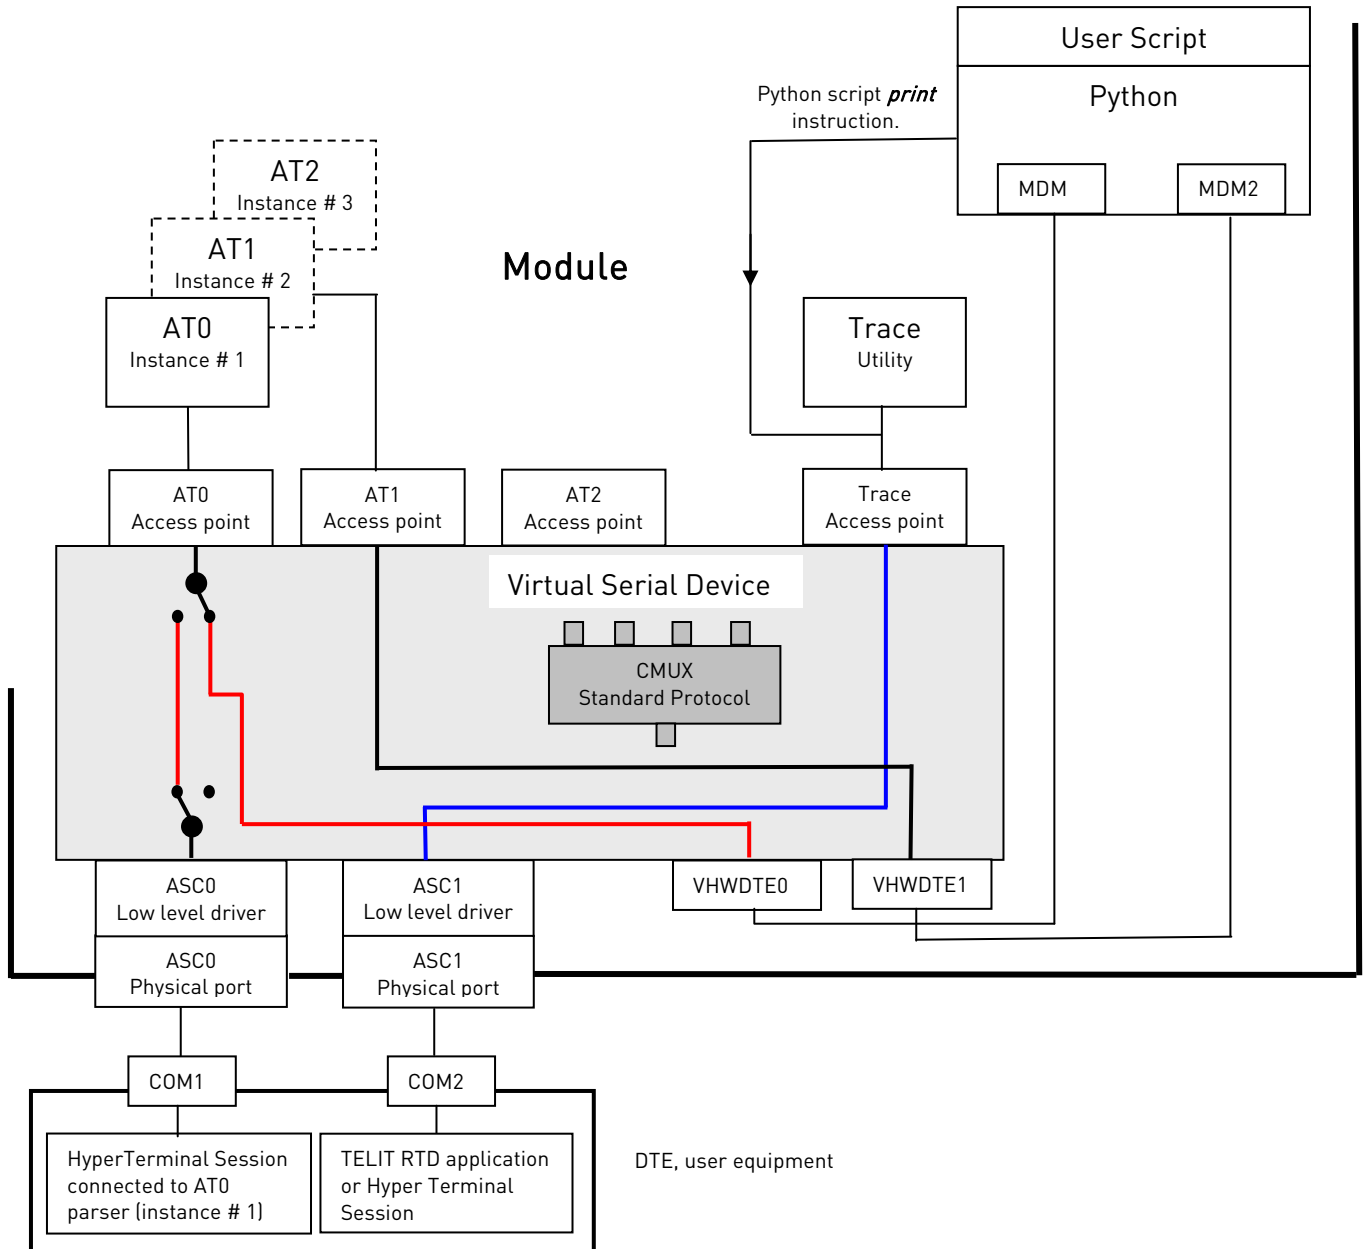 User Script
Python
Python script print
instruction.
MDM
MDM2
AT2
Instance # 3
AT1
Instance # 2
AT0
Instance # 1
Module
Trace
Utility
AT0
Access point
AT1
Access point
AT2
Access point
Trace
Access point
Virtual Serial Device
CMUX
Standard Protocol
ASC0
Low level driver
ASC1
Low level driver
VHWDTE0
VHWDTE1
ASC0
Physical port
ASC1
Physical port
COM1
COM2
HyperTerminal Session
connected to AT0
parser (instance # 1)
TELIT RTD application
or Hyper Terminal
Session
DTE, user equipment